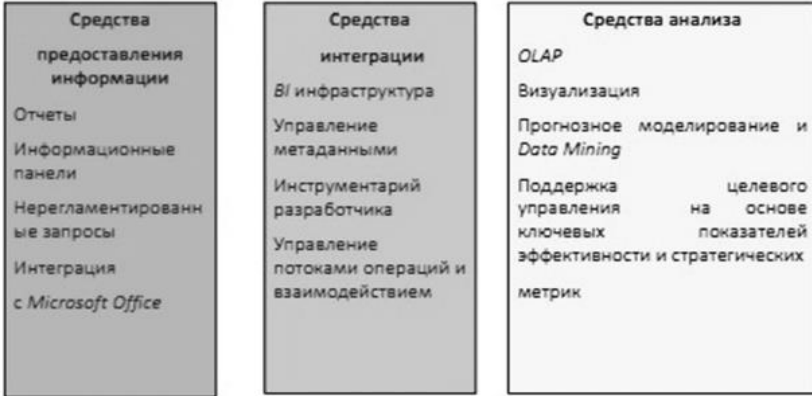 Средства
предоставления
информации
Отчеты
Информационные
панели
Нерегламентированн
ые запросы
Интеграция
с Microsoft Office
Средства
интеграции
BI инфраструктура
Управление
метаданными
Инструментарий
разработчика
Управление
потоками операций и
взаимодействием
Средства анализа
OLAP
Визуализация
Прогнозное моделирование и
Data Mining
Поддержка целевого
управления на основе
ключевых показателей
эффективности и стратегических
метрик